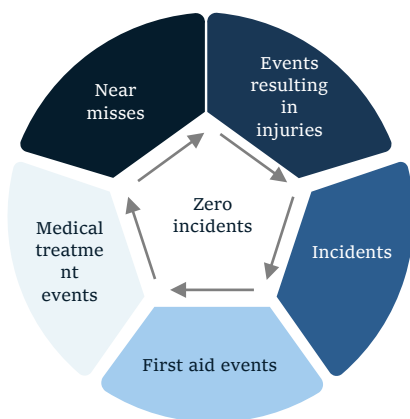 Near
misses
Events
resulting
in
injuries
Incidents
First aid events
Medical
treatme
nt
events
Zero
incidents